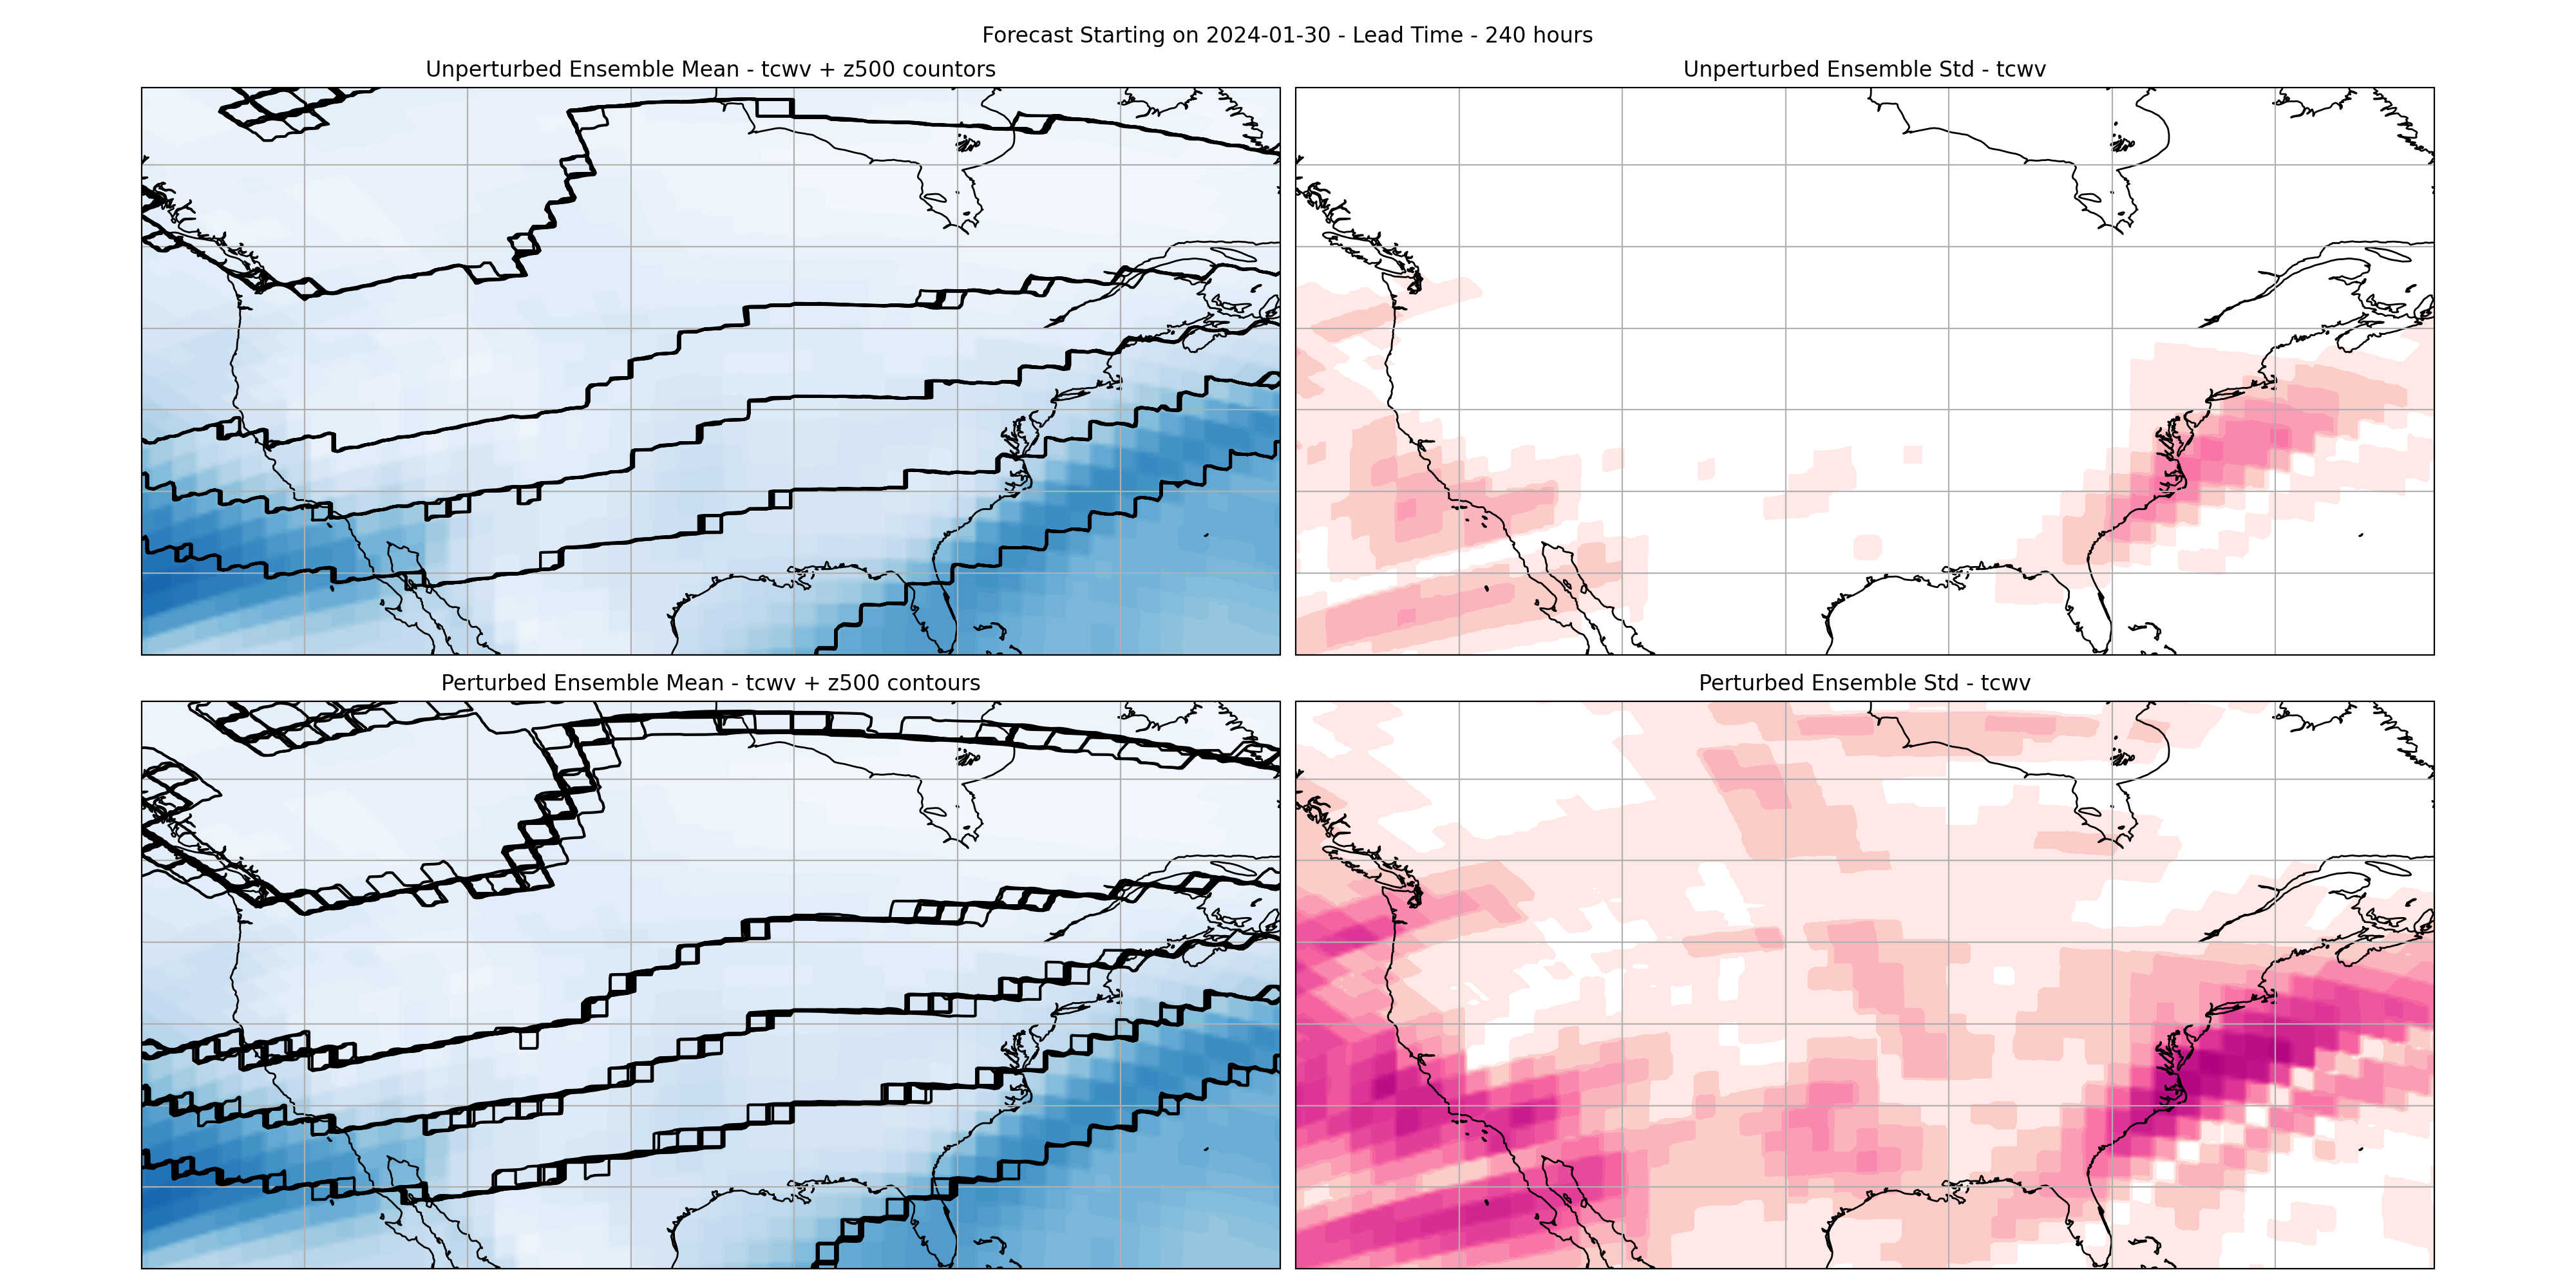 Forecast Starting on 2024-01-30 - Lead Time - 240 hours
Unperturbed Ensemble Mean - tcwv + z500 countors
Unperturbed Ensemble Std - tcwv
Perturbed Ensemble Mean - tcwv + z500 contours
Perturbed Ensemble Std - tcwv